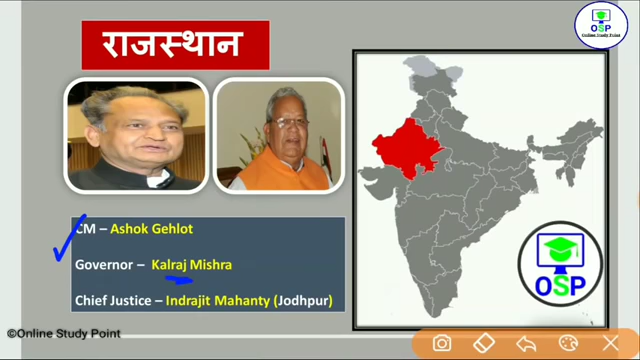 राजस्थान
OSP
Online Study Point
CM – Ashok Gehlot
Governor – Kalraj Mishra
Chief Justice – Indrajit Mahanty (Jodhpur)
OSP
©Online Study Point